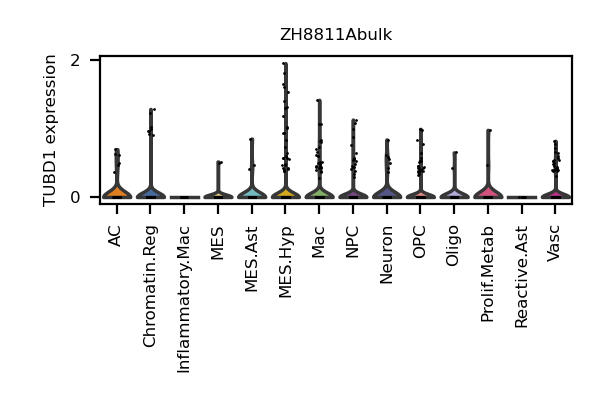 ZH8811Abulk
TUBD1 expression
2
0
AC
Chromatin.Reg
Inflammatory.Mac
MES
MES.Ast
MES.Hyp
Mac
NPC
Neuron
OPC
Oligo
Prolif.Metab
Reactive.Ast
Vasc